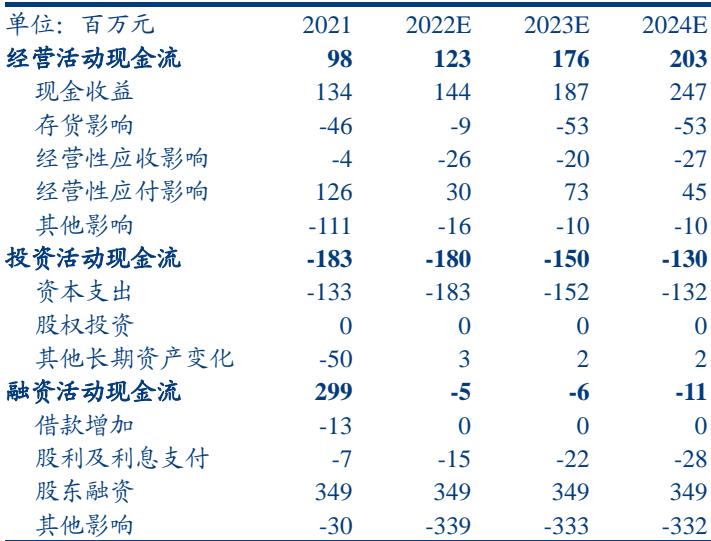 单位：百万元 2021 2022E 2023E 2024E
经营活动现金流 98 123 176 203
现金收益 134 144 187 247
存货影响 -46 -9 -53 -53
经营性应收影响 -4 -26 -20 -27
经营性应付影响 126 30 73 45
其他影响 -111 -16 -10 -10
投资活动现金流 -183 -180 -150 -130
资本支出 -133 -183 -152 -132
股权投资 0 0 0 0
其他长期资产变化 -50 3 2 2
融资活动现金流 299 -5 -6 -11
借款增加 -13 0 0 0
股利及利息支付 -7 -15 -22 -28
股东融资 349 349 349 349
其他影响 -30 -339 -333 -332